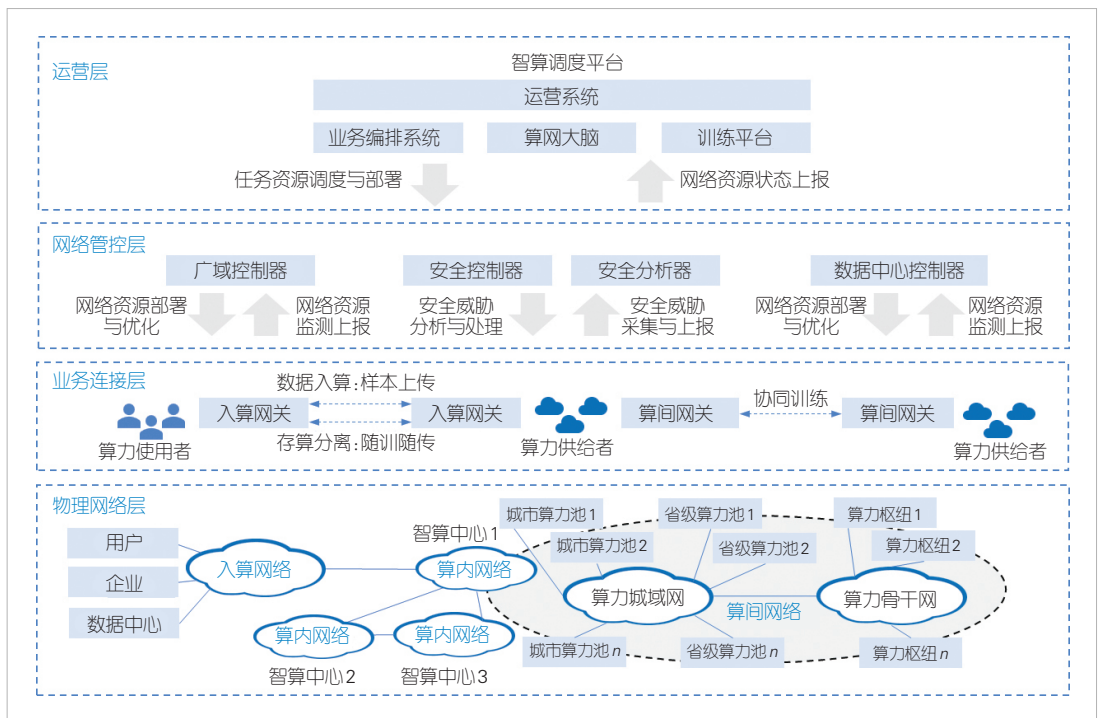 运营层
智算调度平台
运营系统
业务编排系统
算网大脑
训练平台
任务资源调度与部署
网络资源状态上报
网络管控层
广域控制器
安全控制器
安全分析器
数据中心控制器
网络资源部署
与优化
网络资源
监测上报
安全威胁
分析与处理
安全威胁
采集与上报
网络资源部署
与优化
网络资源
监测上报
业务连接层
数据入算:样本上传
入算网关
入算网关
存算分离:随训随传
算力使用者
算力供给者
算间网关
协同训练
算间网关
算力供给者
物理网络层
用户
企业
数据中心
入算网络
智算中心1
算内网络
算内网络
智算中心2
算内网络
智算中心3
城市算力池1
城市算力池2
城市算力池n
省级算力池1
省级算力池2
省级算力池n
算力城域网
算间网络
算力骨干网
算力枢纽1
算力枢纽2
算力枢纽n